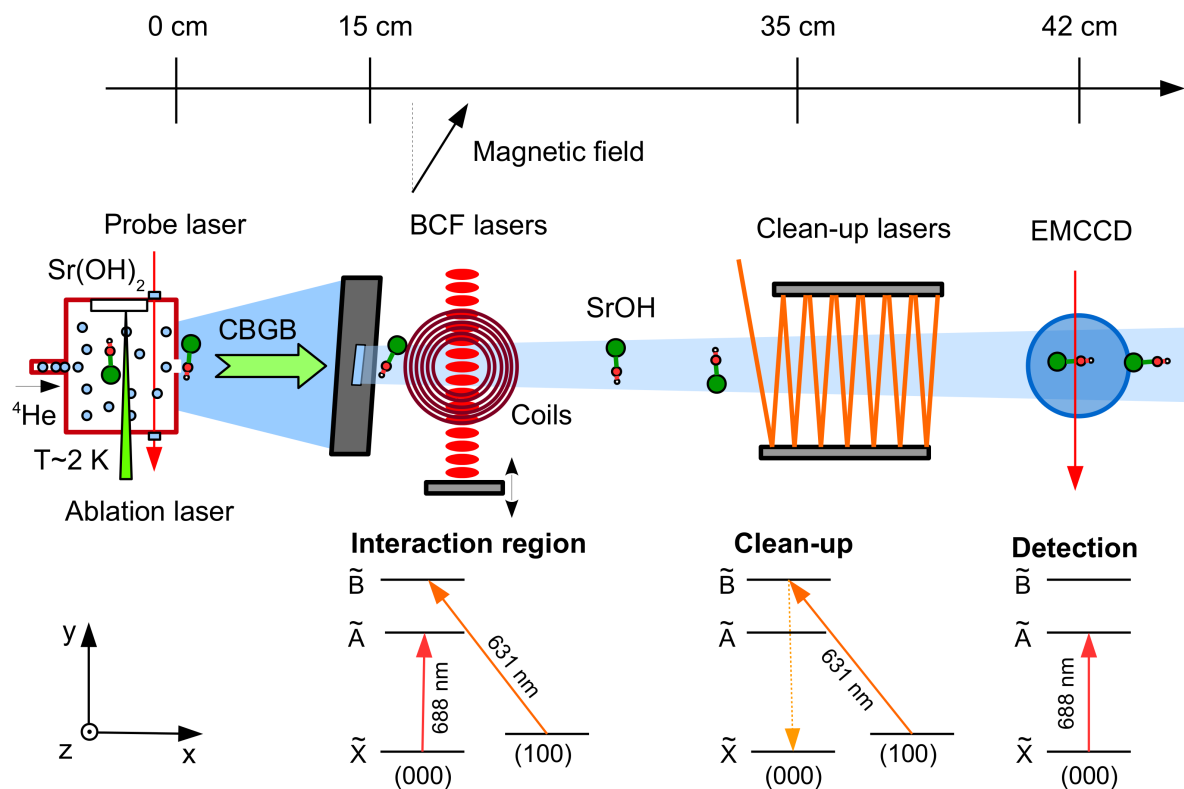 0 cm
15 cm
35 cm
42 cm
Magnetic field
Probe laser
BCF lasers
Clean-up lasers
EMCCD
Sr(OH)₂
CBGB
SrOH
⁴He
Coils
T~2 K
Ablation laser
Interaction region
Clean-up
Detection
B̃
B̃
B̃
Ã
Ã
Ã
688 nm
631 nm
631 nm
688 nm
y
z
x
X̃
(000)
(100)
X̃
(000)
(100)
X̃
(000)